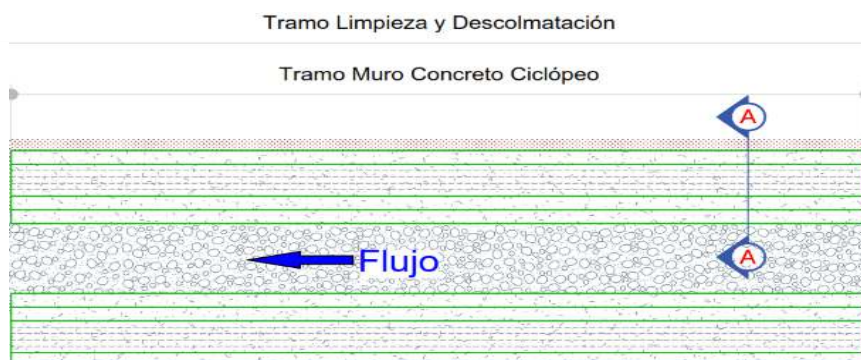 Tramo Limpieza y Descolmatación
Tramo Muro Concreto Ciclópeo
A
Flujo
A